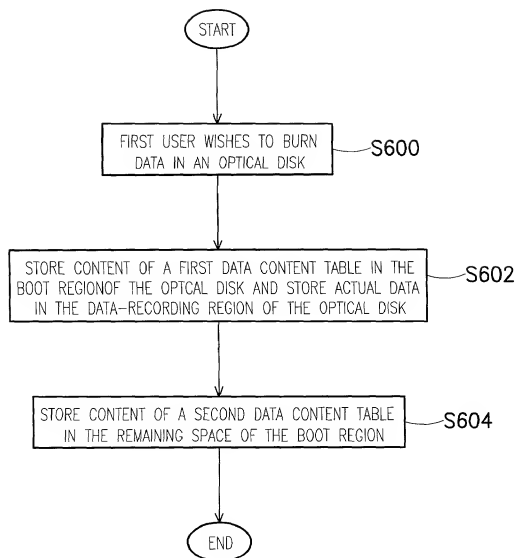 START
FIRST USER WISHES TO BURN
DATA IN AN OPTICAL DISK
S600
STORE CONTENT OF A FIRST DATA CONTENT TABLE IN THE
BOOT REGIONOF THE OPTCAL DISK AND STORE ACTUAL DATA
IN THE DATA-RECORDING REGION OF THE OPTICAL DISK
S602
STORE CONTENT OF A SECOND DATA CONTENT TABLE
IN THE REMAINING SPACE OF THE BOOT REGION
S604
END